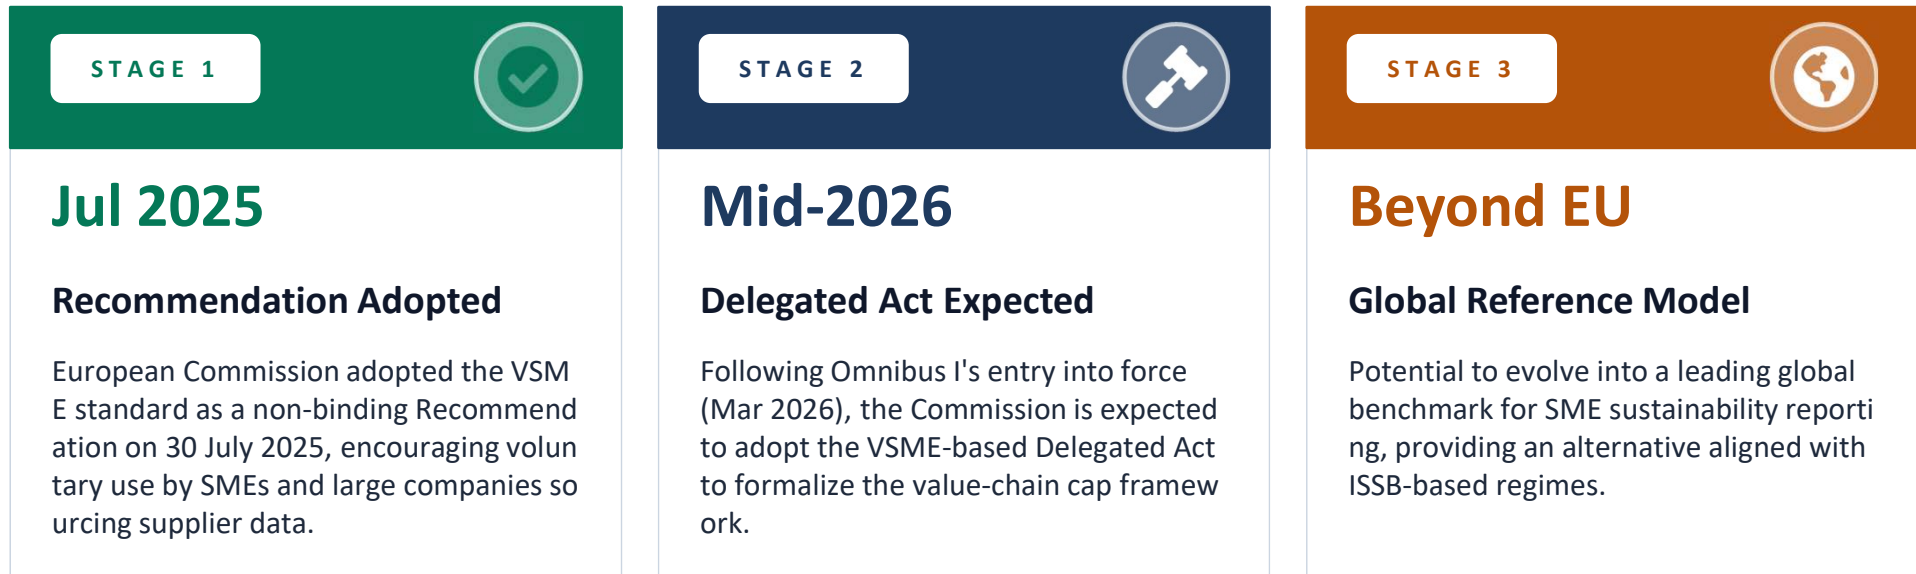 STAGE 1
Jul 2025
Recommendation Adopted
European Commission adopted the VSM
E standard as a non-binding Recommend
ation on 30 July 2025, encouraging volun
tary use by SMEs and large companies so
urcing supplier data.
STAGE 2
Mid-2026
Delegated Act Expected
Following Omnibus I's entry into force
(Mar 2026), the Commission is expected
to adopt the VSME-based Delegated Act
to formalize the value-chain cap framew
ork.
STAGE 3
Beyond EU
Global Reference Model
Potential to evolve into a leading global
benchmark for SME sustainability reporti
ng, providing an alternative aligned with
ISSB-based regimes.